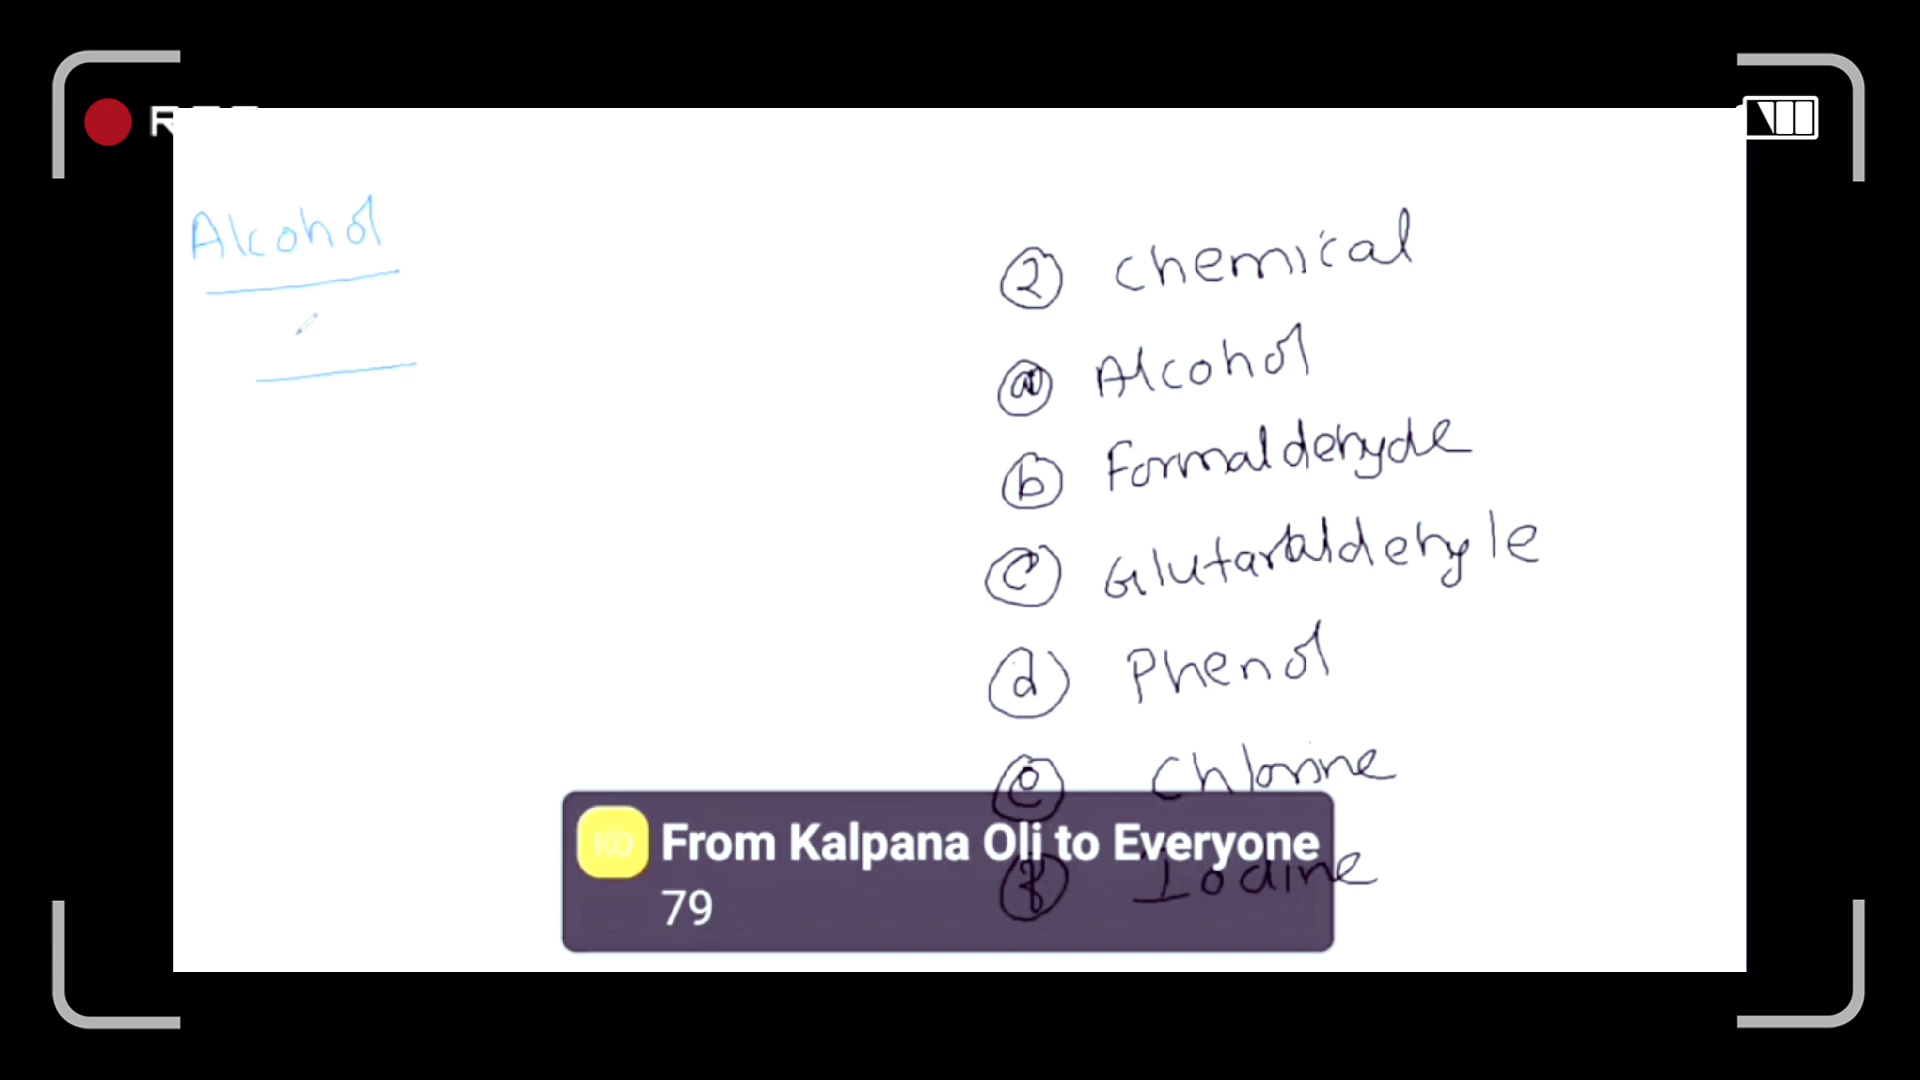 Alcohol
② chemical
ⓐ Alcohol
ⓑ Formaldehyde
ⓒ Glutaraldehyle
ⓓ Phenol
ⓔ Chlorine
From Kalpana Oli to Everyone
79
ⓕ Iodine